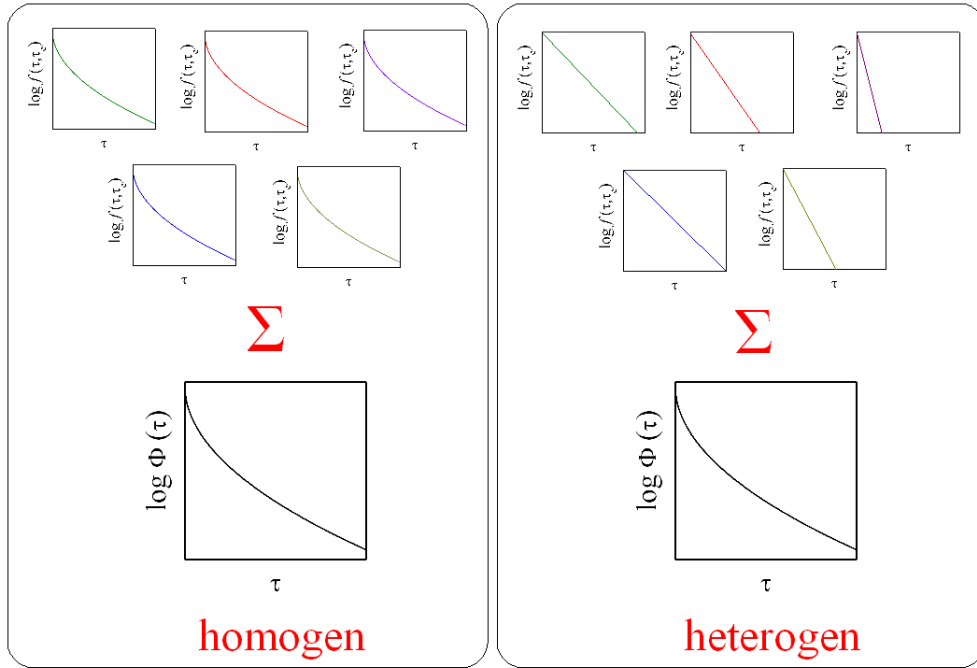 log f(τ,τc)
τ
log f(τ,τc)
τ
log f(τ,τc)
τ
log f(τ,τc)
τ
log f(τ,τc)
τ
Σ
log Φ (τ)
τ
homogen
log f(τ,τc)
τ
log f(τ,τc)
τ
log f(τ,τc)
τ
log f(τ,τc)
τ
log f(τ,τc)
τ
Σ
log Φ (τ)
τ
heterogen